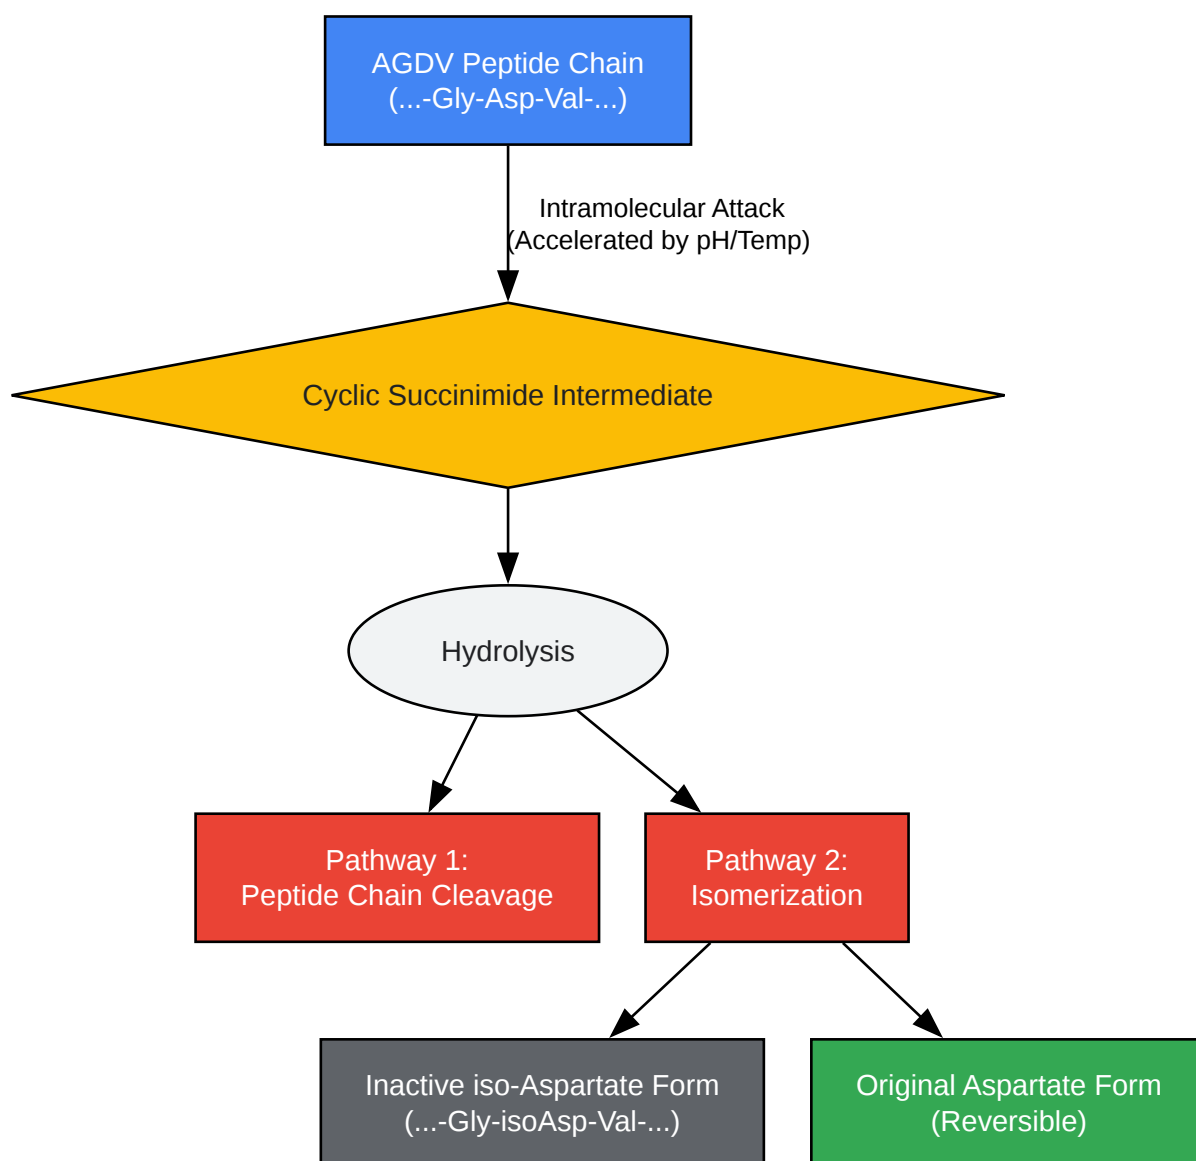 AGDV Peptide Chain
(...-Gly-Asp-Val-...)
Intramolecular Attack
(Accelerated by pH/Temp)
Cyclic Succinimide Intermediate
Hydrolysis
Pathway 1:
Peptide Chain Cleavage
Pathway 2:
Isomerization
Inactive iso-Aspartate Form
(...-Gly-isoAsp-Val-...)
Original Aspartate Form
(Reversible)